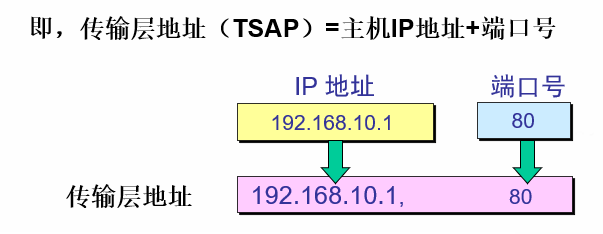 即，传输层地址（TSAP）=主机IP地址+端口号
IP 地址 端口号
192.168.10.1 80
传输层地址 192.168.10.1, 80